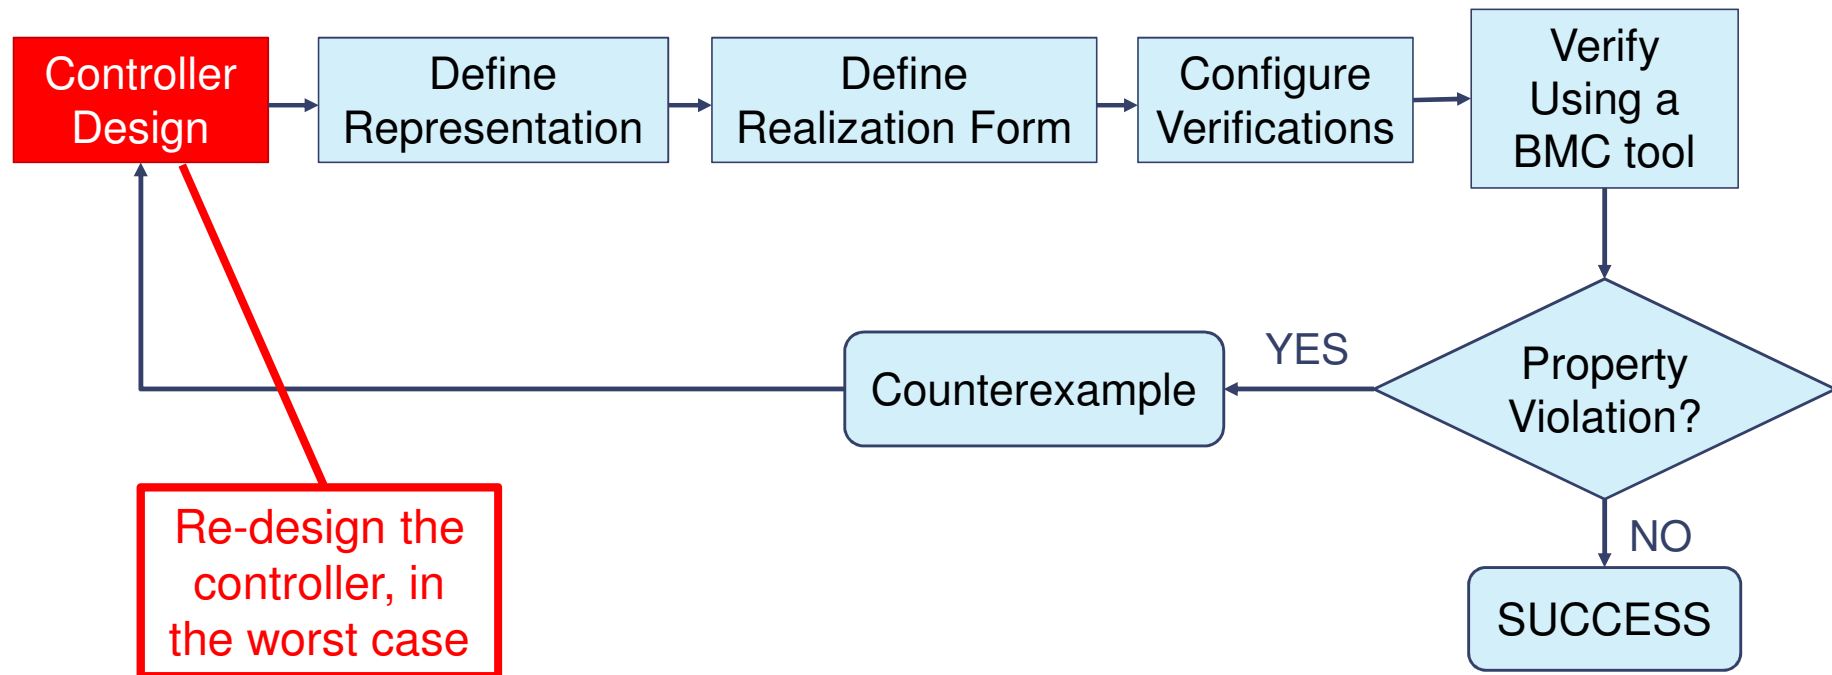 Controller
Design
Define
Representation
Define
Realization Form
Configure
Verifications
Verify
Using a
BMC tool
Property
Violation?
YES
Counterexample
NO
SUCCESS
Re-design the
controller, in
the worst case